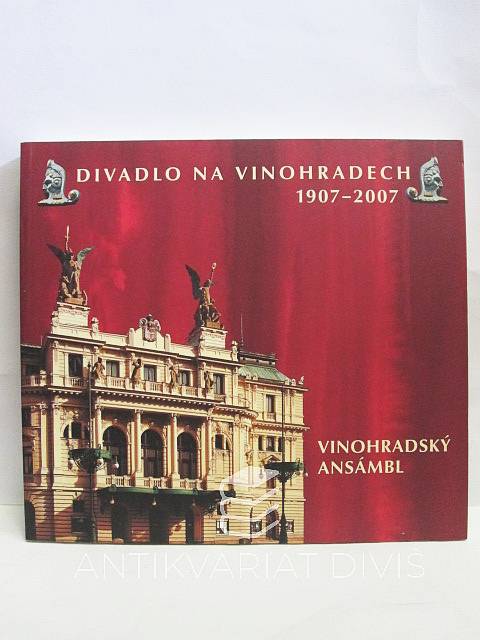 DIVADLO NA VINOHRADECH
1907–2007
VINOHRADSKÝ
ANSÁMBL
ANTIKVARIÁT DIVIŠ